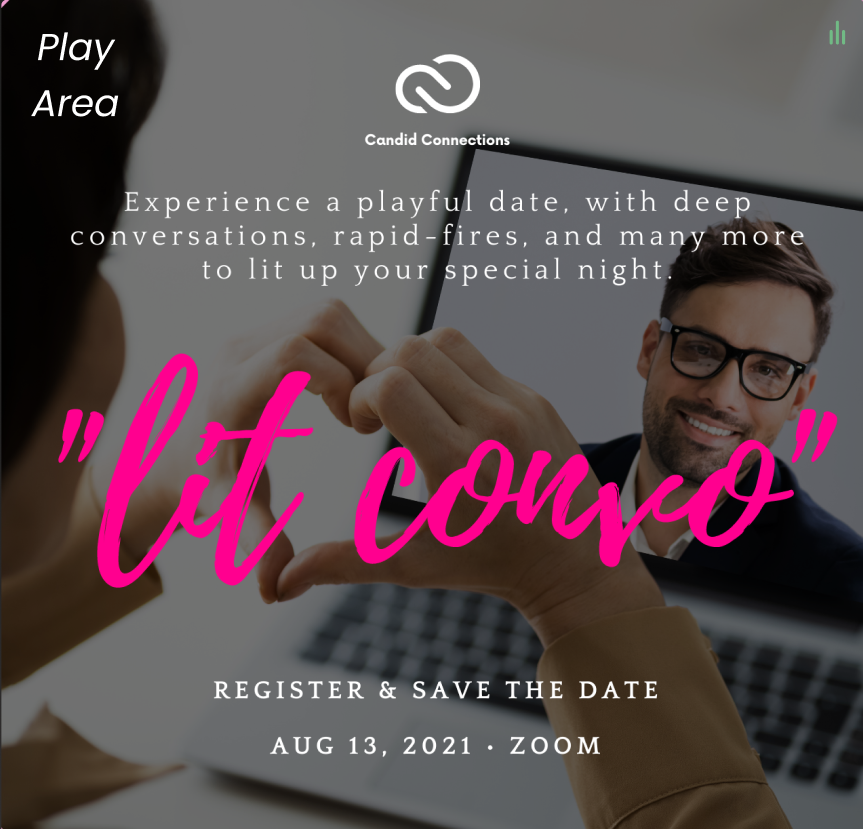 Play
Area
Candid Connections
Experience a playful date, with deep
conversations, rapid-fires, and many more
to lit up your special night.
"lit convo"
REGISTER & SAVE THE DATE
AUG 13, 2021 • ZOOM